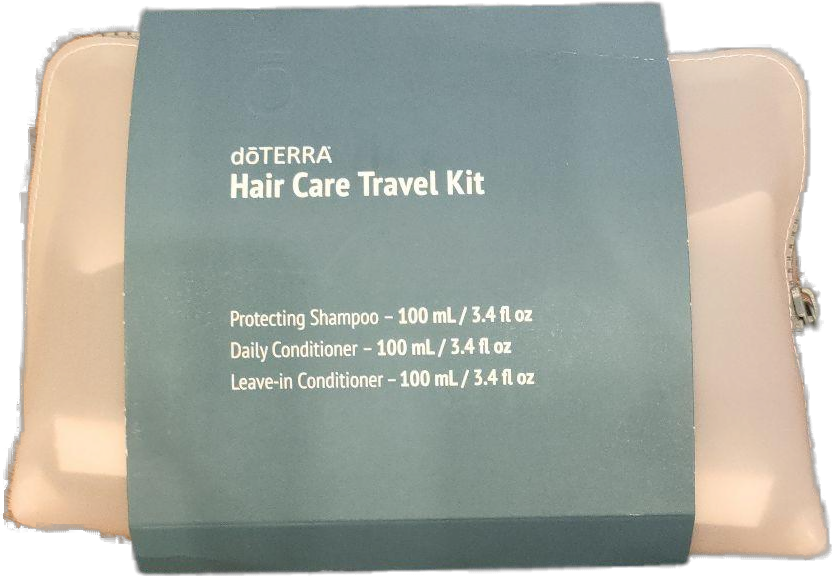 dōTERRA
Hair Care Travel Kit
Protecting Shampoo – 100 mL / 3.4 fl oz
Daily Conditioner – 100 mL / 3.4 fl oz
Leave-in Conditioner – 100 mL / 3.4 fl oz